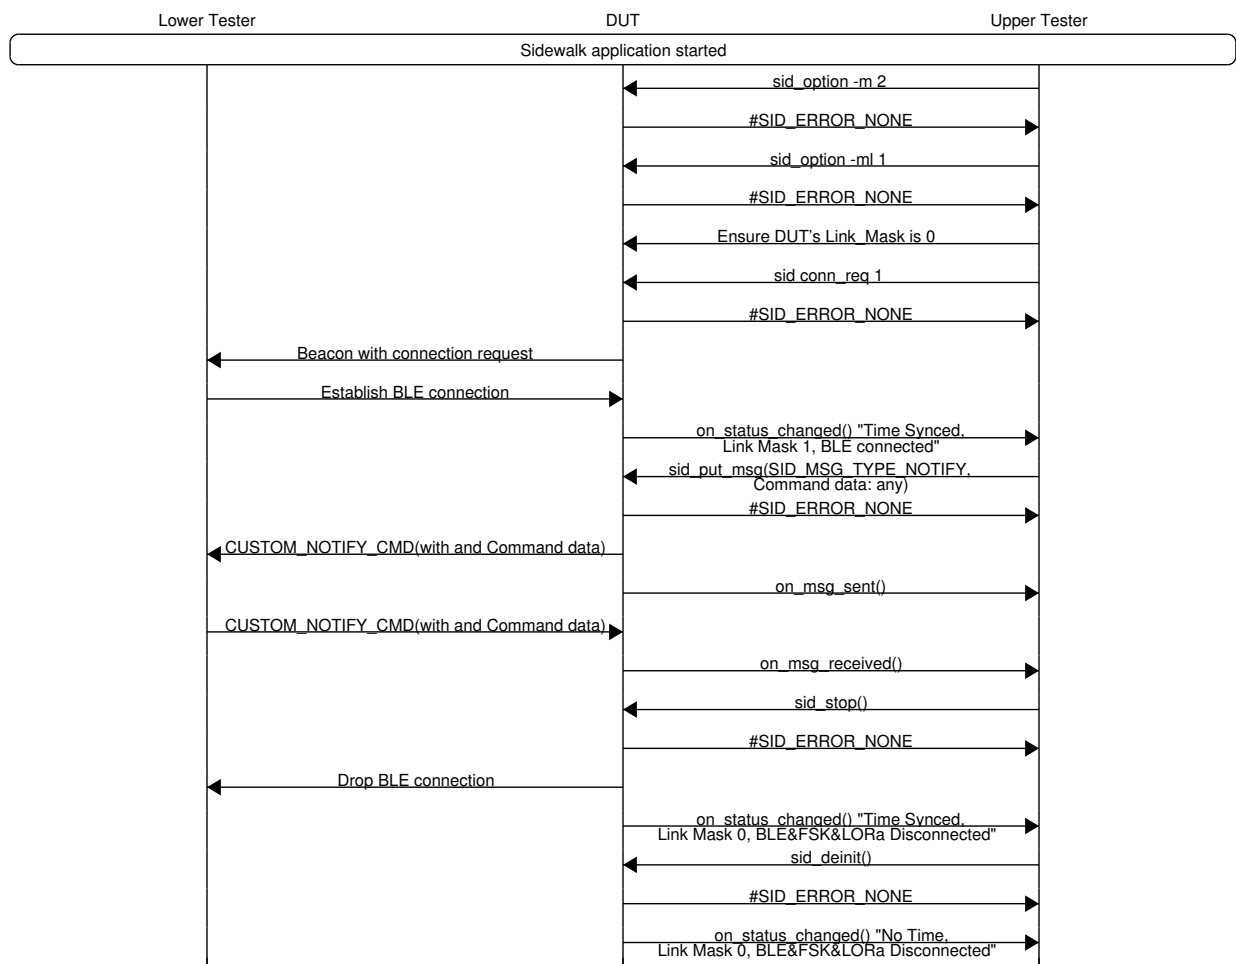 Lower Tester DUT Upper Tester
Sidewalk application started
sid_option -m 2
#SID_ERROR_NONE
sid_option -ml 1
#SID_ERROR_NONE
Ensure DUT's Link_Mask is 0
sid conn_req 1
#SID_ERROR_NONE
Beacon with connection request
Establish BLE connection
on_status_changed() "Time Synced,
Link Mask 1, BLE connected"
sid_put_msg(SID_MSG_TYPE_NOTIFY,
Command data: any)
#SID_ERROR_NONE
CUSTOM_NOTIFY_CMD(with and Command data)
on_msg_sent()
CUSTOM_NOTIFY_CMD(with and Command data)
on_msg_received()
sid_stop()
#SID_ERROR_NONE
Drop BLE connection
on_status_changed() "Time Synced,
Link Mask 0, BLE&FSK&LORa Disconnected"
sid_deinit()
#SID_ERROR_NONE
on_status_changed() "No Time,
Link Mask 0, BLE&FSK&LORa Disconnected"